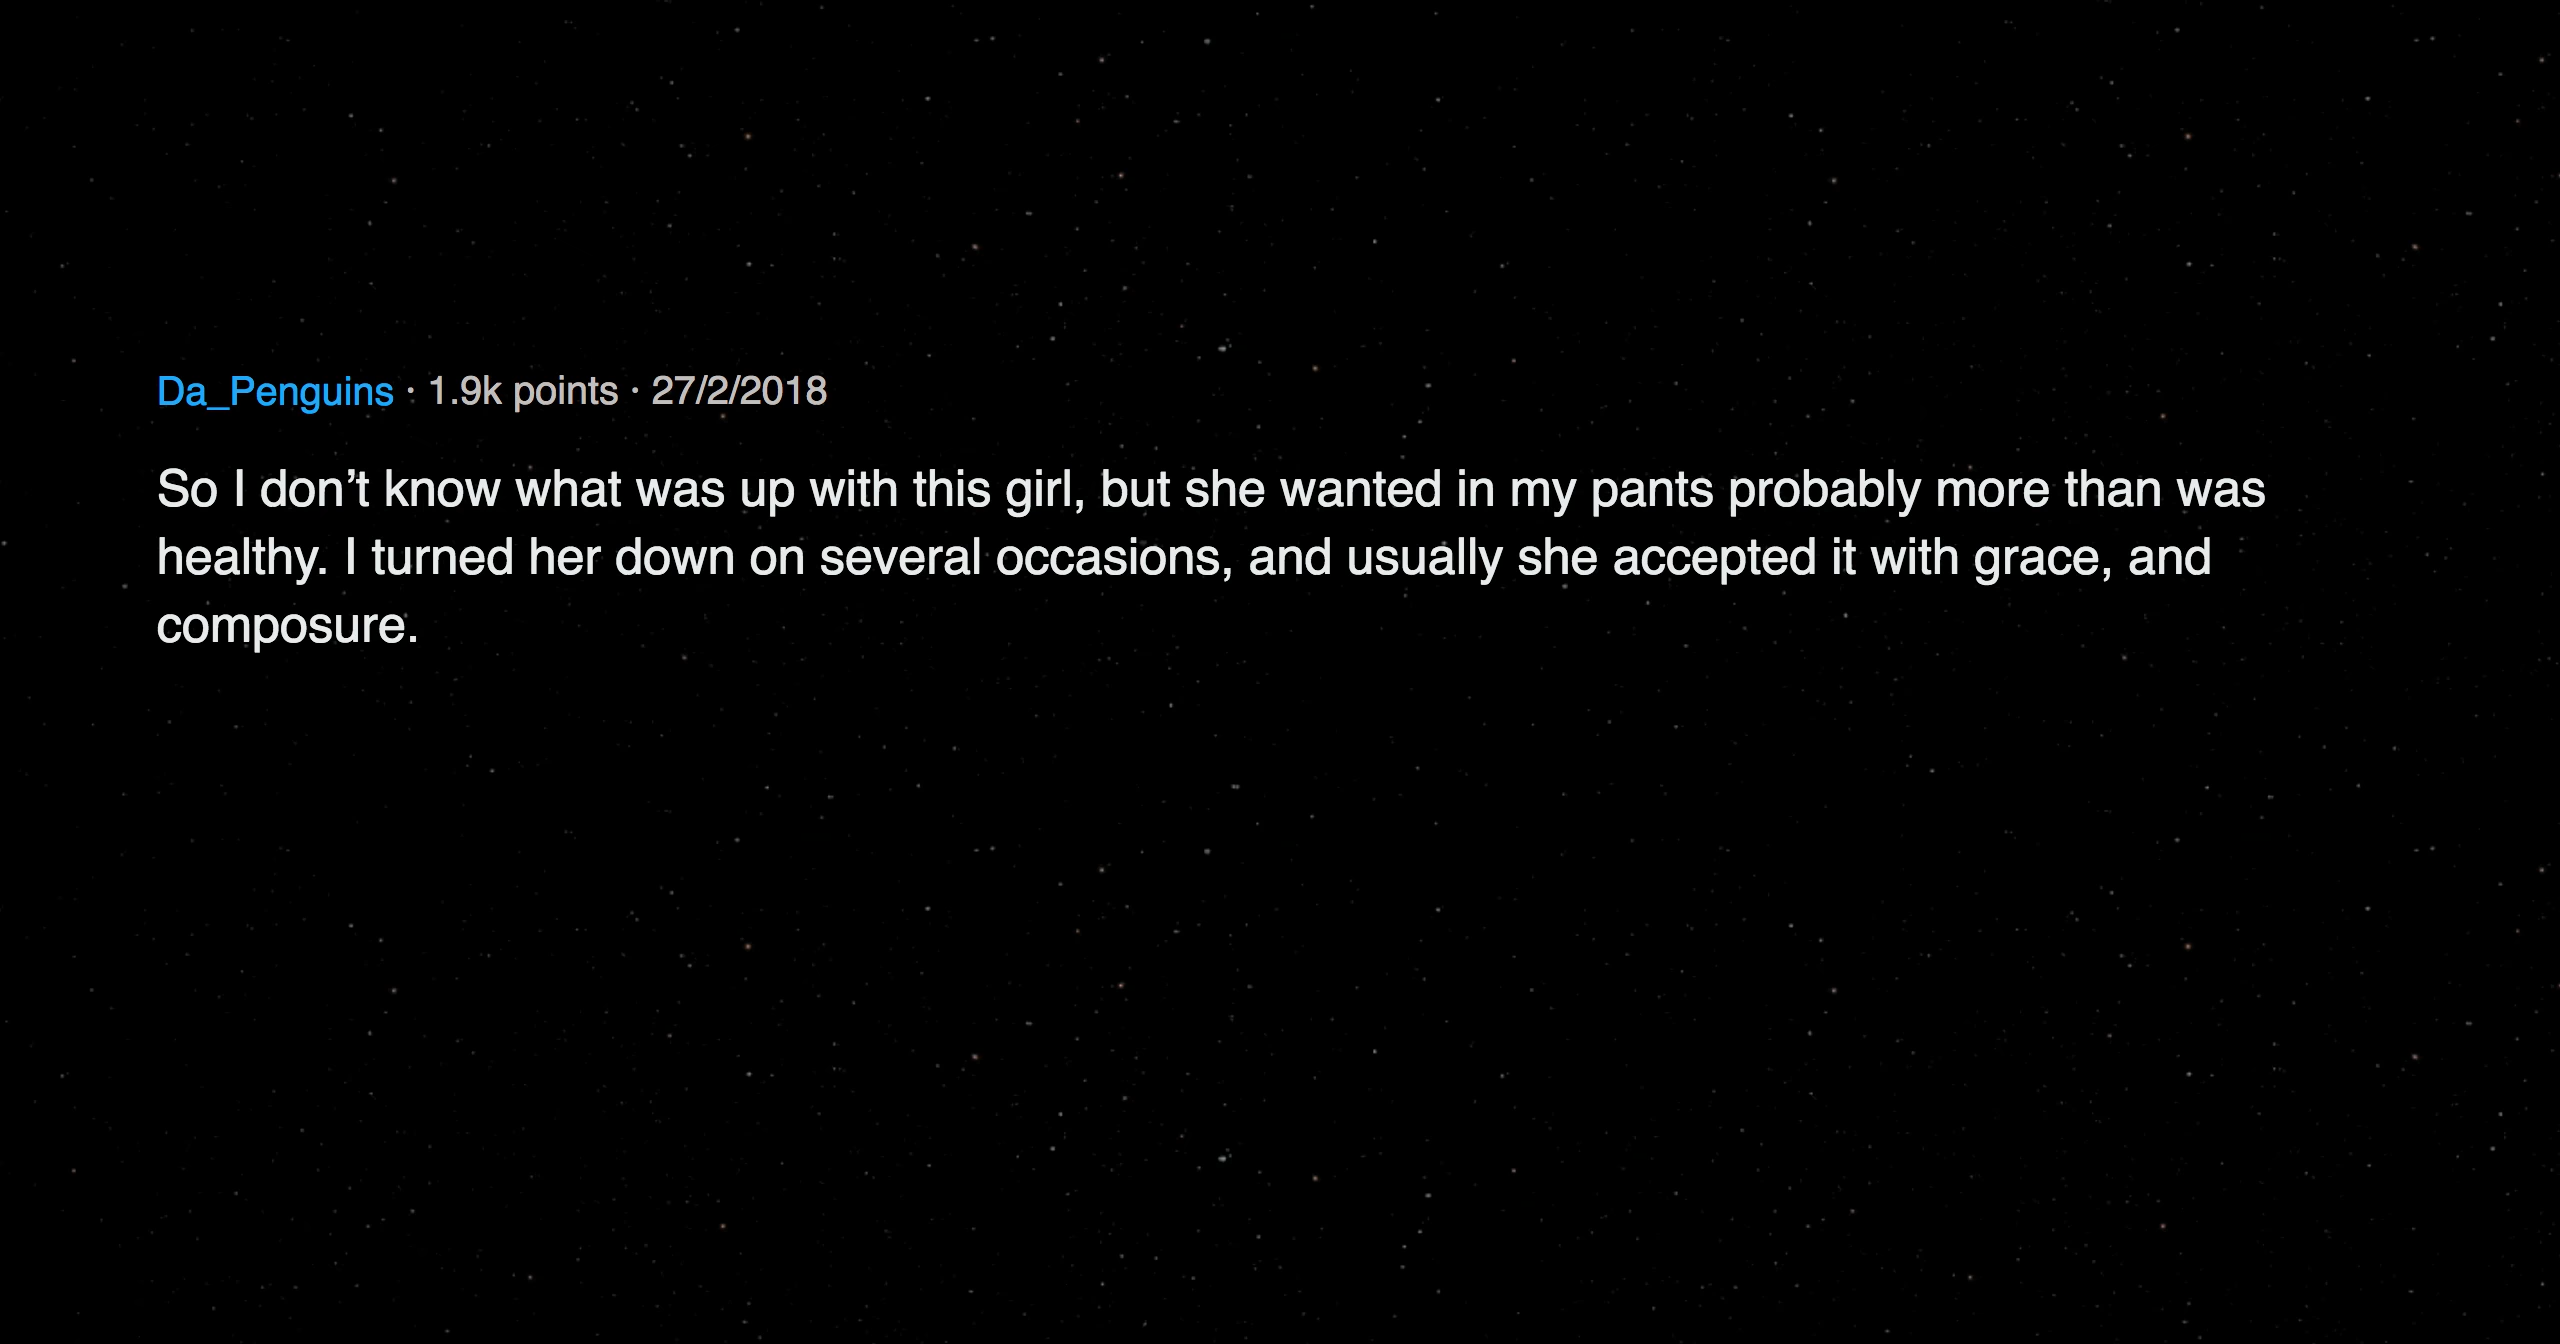 Da_Penguins · 1.9k points · 27/2/2018
So I don’t know what was up with this girl, but she wanted in my pants probably more than was
healthy. I turned her down on several occasions, and usually she accepted it with grace, and
composure.